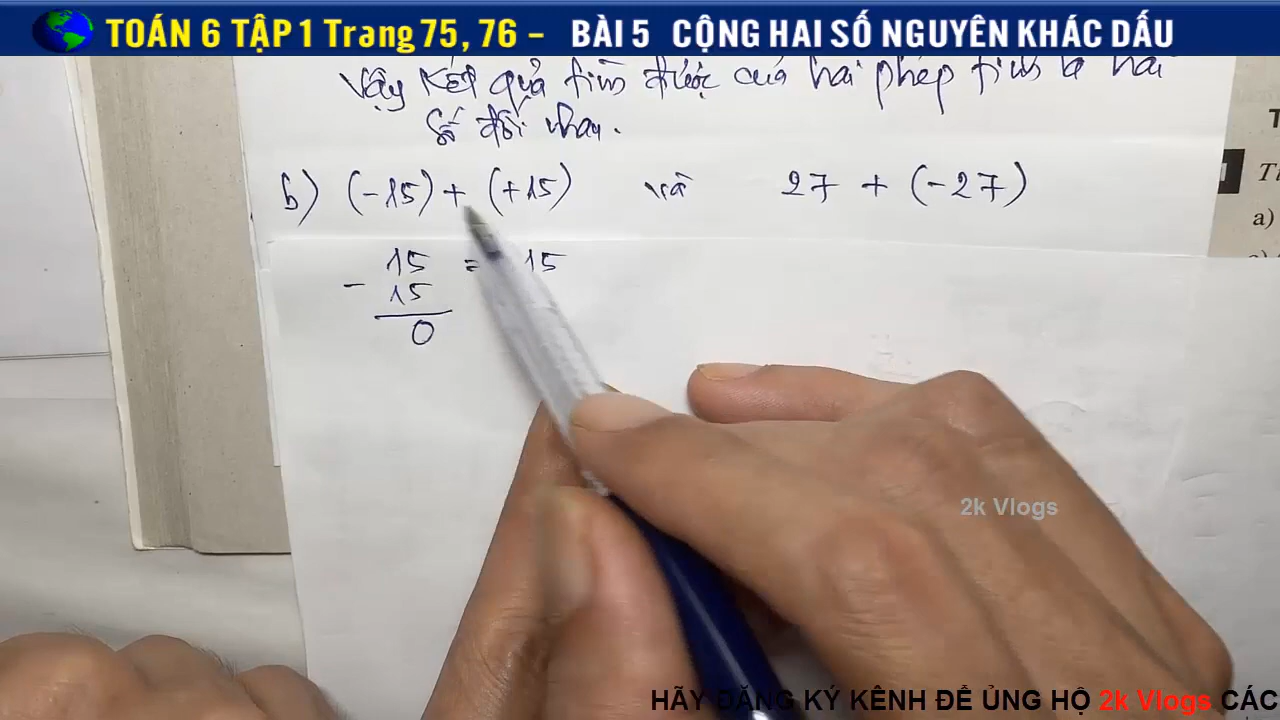 TOÁN 6 TẬP 1 Trang 75, 76 – BÀI 5 CỘNG HAI SỐ NGUYÊN KHÁC DẤU
Vậy kết quả tìm được của hai phép tính là hai
số đối nhau.
b) (-15) + (+15) và 27 + (-27)
15 = 15
- 15
0
a)
2k Vlogs
HÃY ĐĂNG KÝ KÊNH ĐỂ ỦNG HỘ 2k Vlogs CÁC